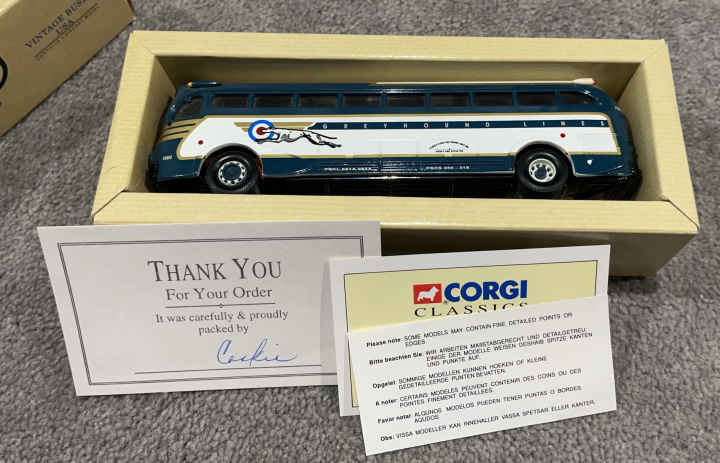 VINTAGE BUS
USA
GREYHOUND LINES
THANK YOU
For Your Order
It was carefully & proudly
packed by
Cookie
CORGI
CLASSICS
Please note: SOME MODELS MAY CONTAIN FINE DETAILED POINTS OR
EDGES.
Bitte beachten Sie: WIR ARBEITEN MASSTABGERECHT UND DETAILGETREU.
EINIGE DER MODELLE WEISEN DESHALB SPITZE KANTEN
UND PUNKTE AUF.
Opgelet: SOMMIGE MODELLEN KUNNEN HOEKEN OF KLEINE
GEDETAILLEERDE PUNTEN BEVATTEN.
A noter: CERTAINS MODELES PEUVENT CONTENIR DES COINS OU DES
POINTES FINEMENT DETAILLEES.
Favor notar: ALGUNOS. MODELOS PUEDEN TENER PUNTAS O BORDES
AGUDOS.
Obs: VISSA MODELLER KAN INNEHALLER VASSA SPETSAR ELLER KANTER.